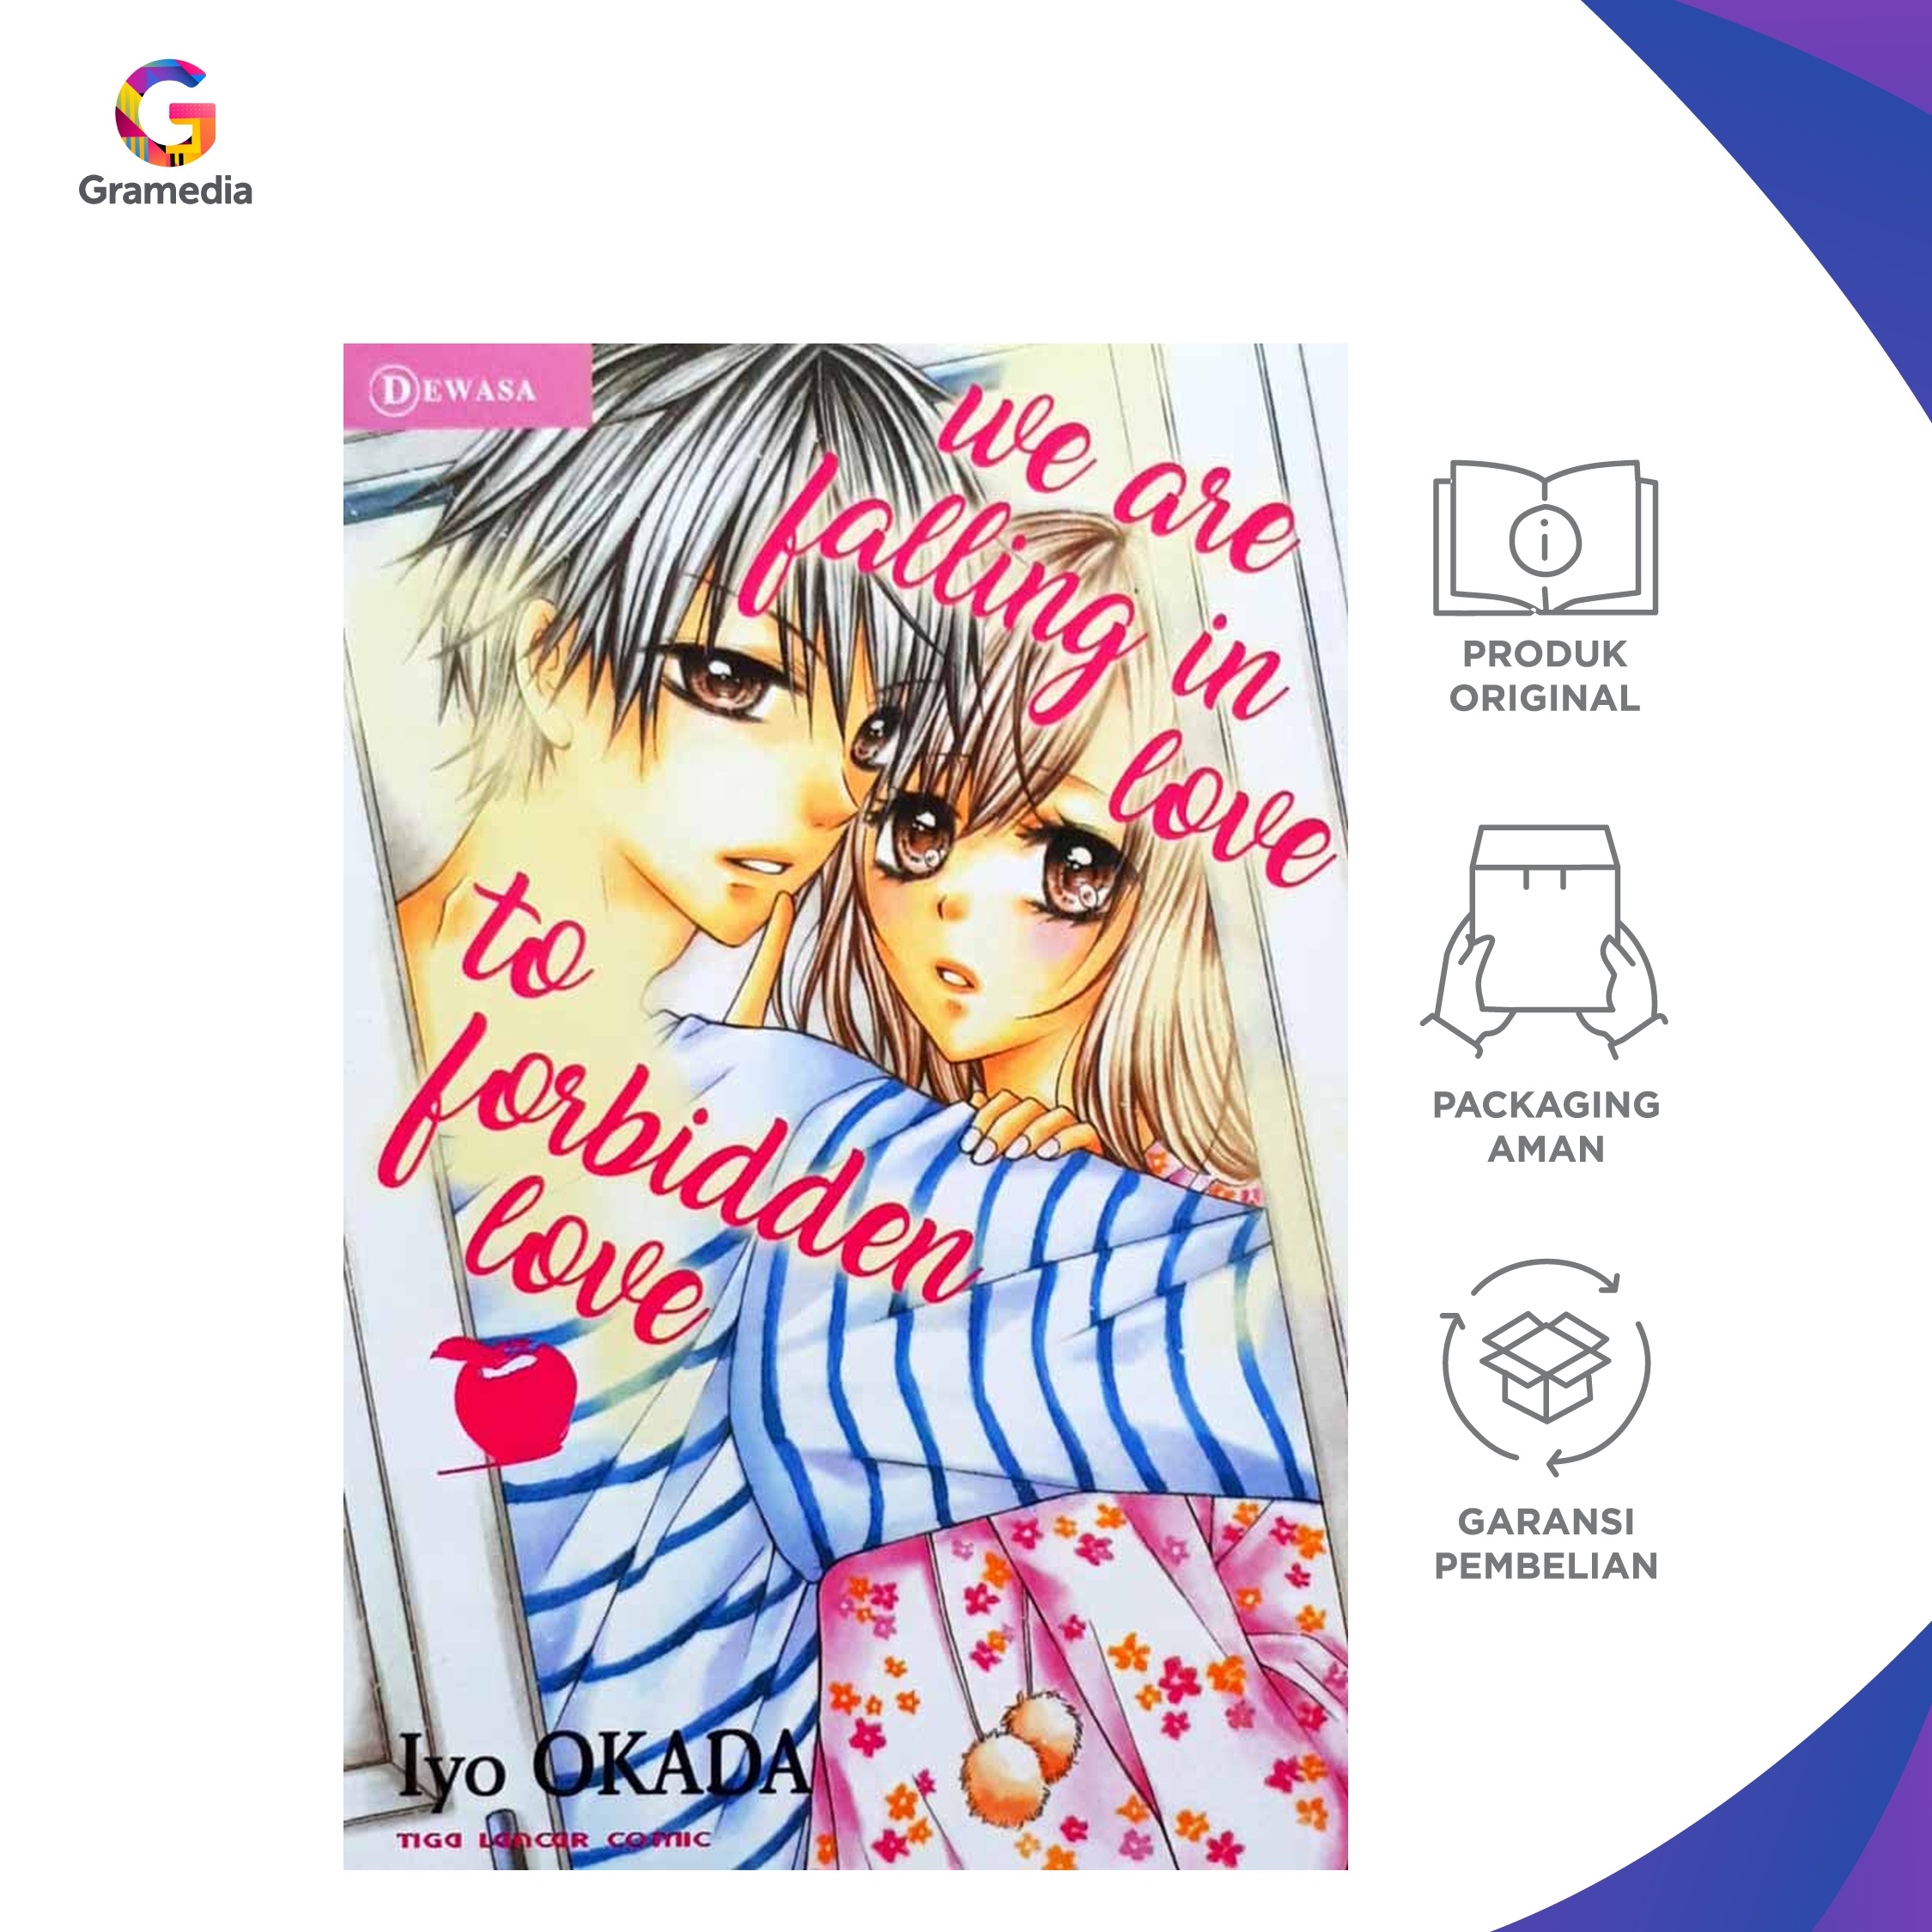 Gramedia
DEWASA
we are
falling in
love
to
forbidden
love
Iyo OKADA
TIGA LANCAR COMIC
PRODUK
ORIGINAL
PACKAGING
AMAN
GARANSI
PEMBELIAN